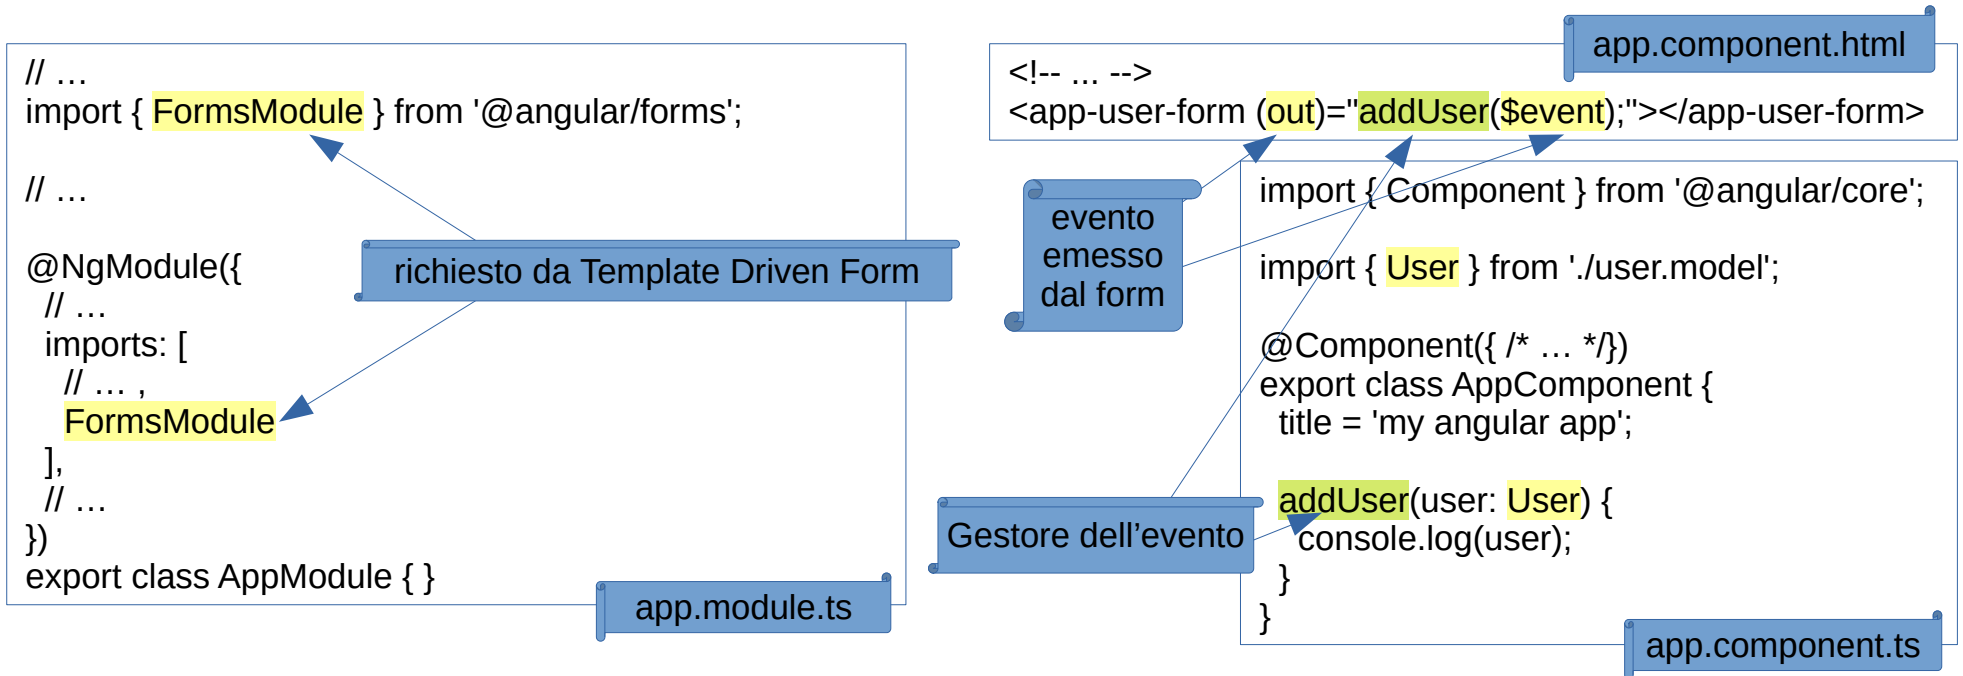 // …
import { FormsModule } from '@angular/forms';
// …
@NgModule({
// …
imports: [
// … ,
FormsModule
],
// …
})
export class AppModule { }
richiesto da Template Driven Form
app.module.ts
app.component.html
<!-- ... -->
<app-user-form (out)="addUser($event);"></app-user-form>
evento
emesso
dal form
import { Component } from '@angular/core';
import { User } from './user.model';
@Component({ /* … */})
export class AppComponent {
title = 'my angular app';
addUser(user: User) {
console.log(user);
}
}
Gestore dell’evento
app.component.ts